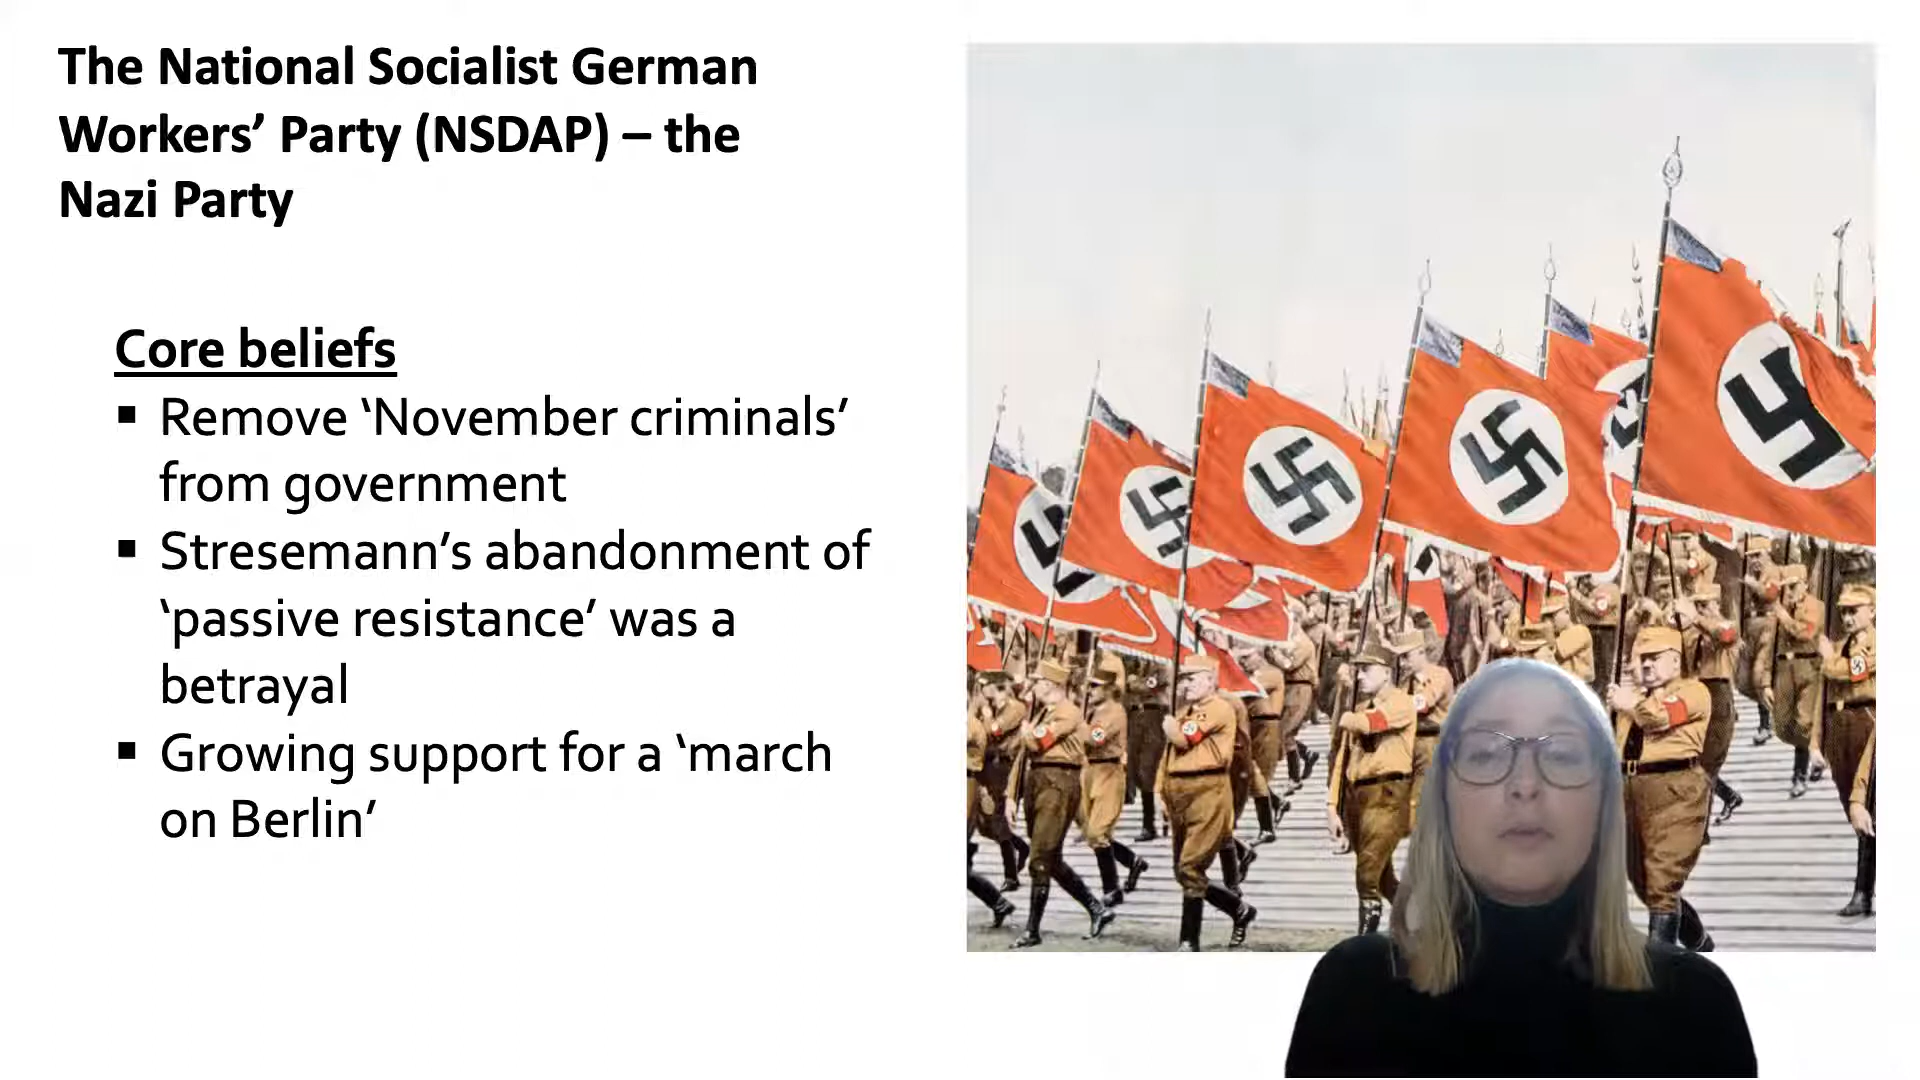 The National Socialist German
Workers’ Party (NSDAP) – the
Nazi Party
Core beliefs
▪ Remove ‘November criminals’
from government
▪ Stresemann’s abandonment of
‘passive resistance’ was a
betrayal
▪ Growing support for a ‘march
on Berlin’